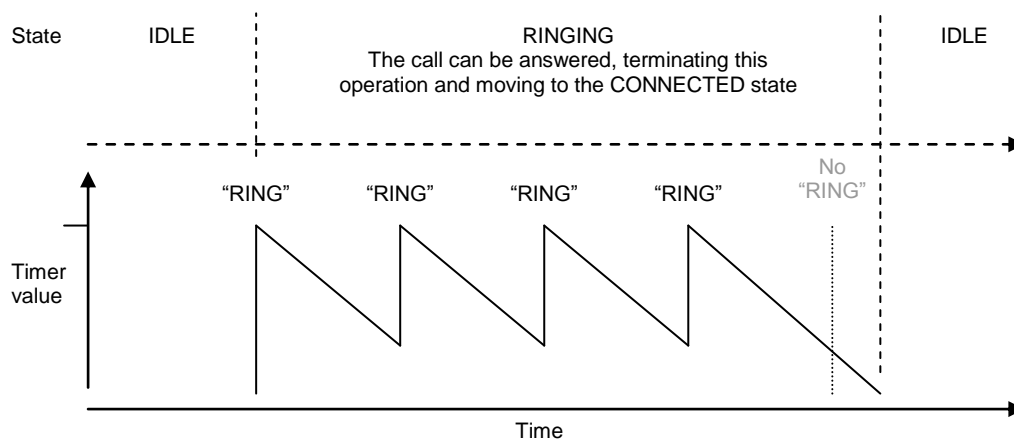 State
IDLE
RINGING
IDLE
The call can be answered, terminating this
operation and moving to the CONNECTED state
No
“RING”
“RING”
“RING”
“RING”
“RING”
Timer
value
Time